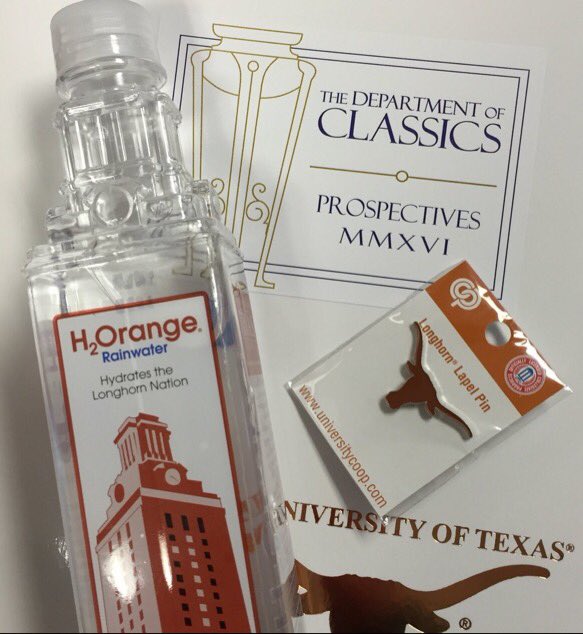 THE DEPARTMENT OF
CLASSICS
PROSPECTIVES
MMXVI
H2Orange®
Rainwater
Hydrates the
Longhorn Nation
Longhorn® Lapel Pin
www.universitycoop.com
UNIVERSITY OF TEXAS®
®